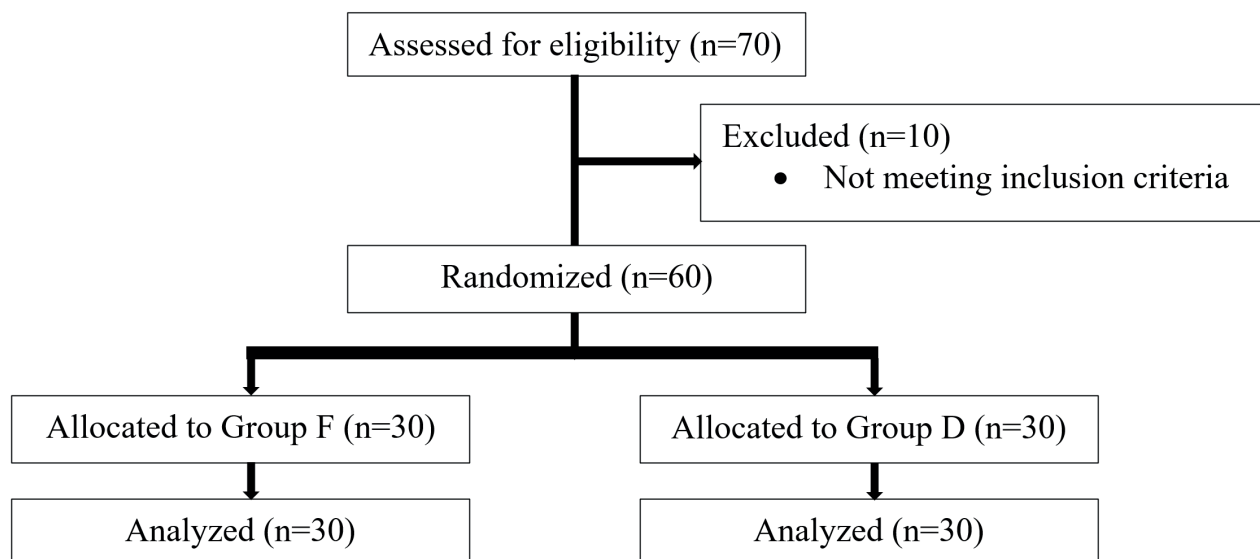 Assessed for eligibility (n=70)
Excluded (n=10)
• Not meeting inclusion criteria
Randomized (n=60)
Allocated to Group F (n=30)
Allocated to Group D (n=30)
Analyzed (n=30)
Analyzed (n=30)